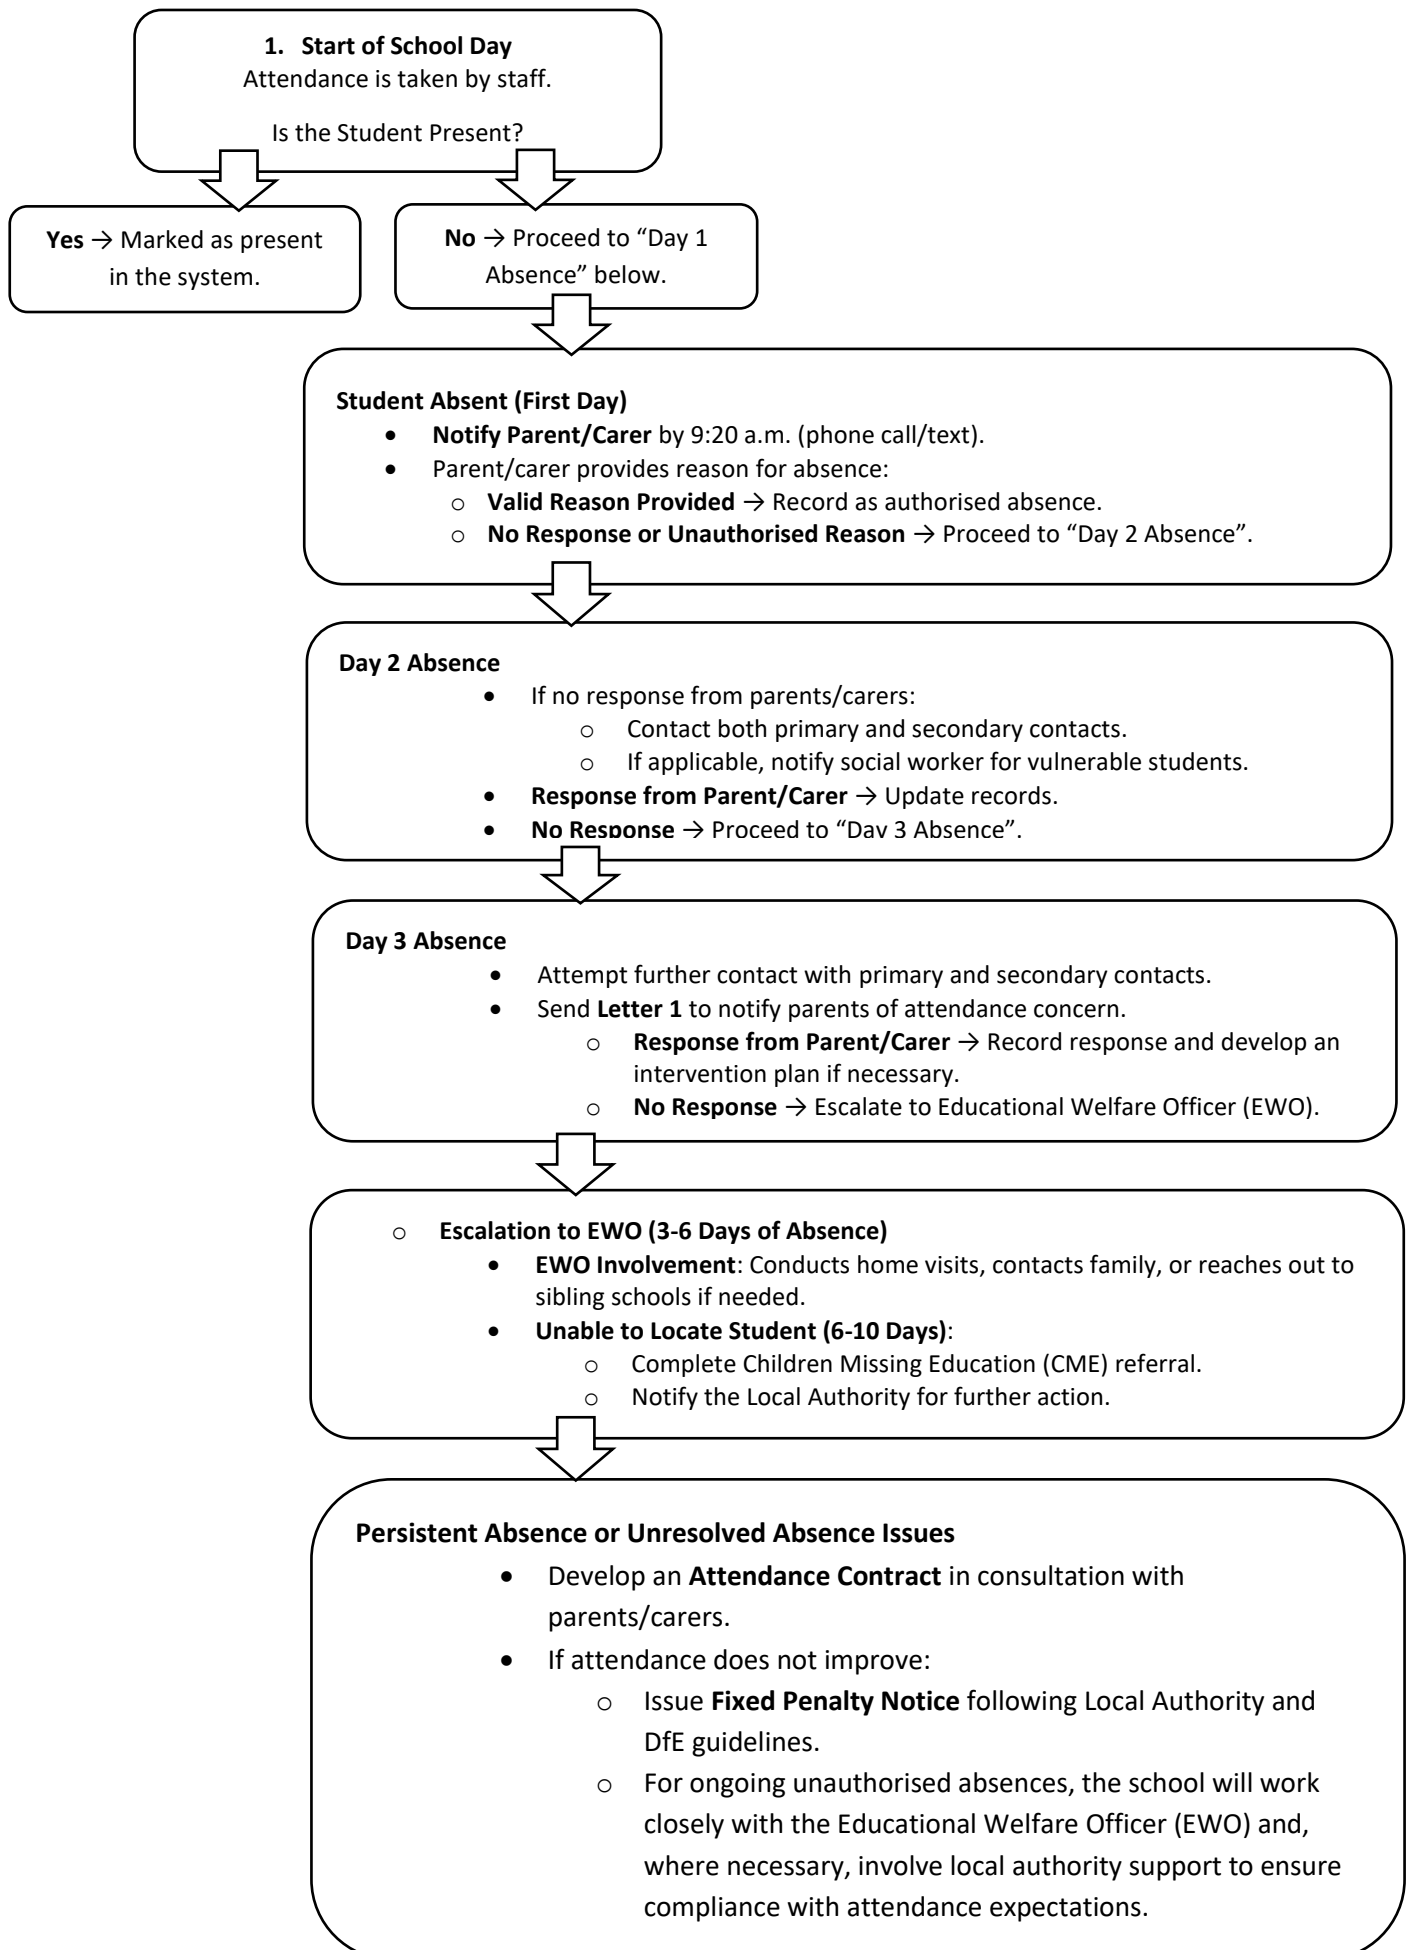 1. Start of School Day
Attendance is taken by staff.
Is the Student Present?
Yes → Marked as present
in the system.
No → Proceed to “Day 1
Absence” below.
Student Absent (First Day)
• Notify Parent/Carer by 9:20 a.m. (phone call/text).
• Parent/carer provides reason for absence:
o Valid Reason Provided → Record as authorised absence.
o No Response or Unauthorised Reason → Proceed to “Day 2 Absence”.
Day 2 Absence
• If no response from parents/carers:
o Contact both primary and secondary contacts.
o If applicable, notify social worker for vulnerable students.
• Response from Parent/Carer → Update records.
• No Response → Proceed to “Day 3 Absence”.
Day 3 Absence
• Attempt further contact with primary and secondary contacts.
• Send Letter 1 to notify parents of attendance concern.
o Response from Parent/Carer → Record response and develop an
intervention plan if necessary.
o No Response → Escalate to Educational Welfare Officer (EWO).
o Escalation to EWO (3-6 Days of Absence)
• EWO Involvement: Conducts home visits, contacts family, or reaches out to
sibling schools if needed.
• Unable to Locate Student (6-10 Days):
o Complete Children Missing Education (CME) referral.
o Notify the Local Authority for further action.
Persistent Absence or Unresolved Absence Issues
• Develop an Attendance Contract in consultation with
parents/carers.
• If attendance does not improve:
o Issue Fixed Penalty Notice following Local Authority and
DfE guidelines.
o For ongoing unauthorised absences, the school will work
closely with the Educational Welfare Officer (EWO) and,
where necessary, involve local authority support to ensure
compliance with attendance expectations.